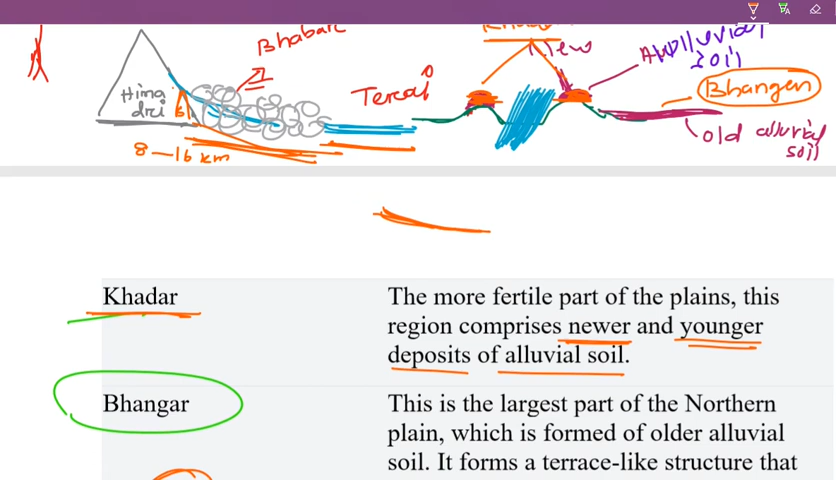 Bhabar
New
Alluvial
soil
Hima
dri
Terai
Bhangen
old alluvial
soil
8-16 km
Khadar
The more fertile part of the plains, this
region comprises newer and younger
deposits of alluvial soil.
Bhangar
This is the largest part of the Northern
plain, which is formed of older alluvial
soil. It forms a terrace-like structure that